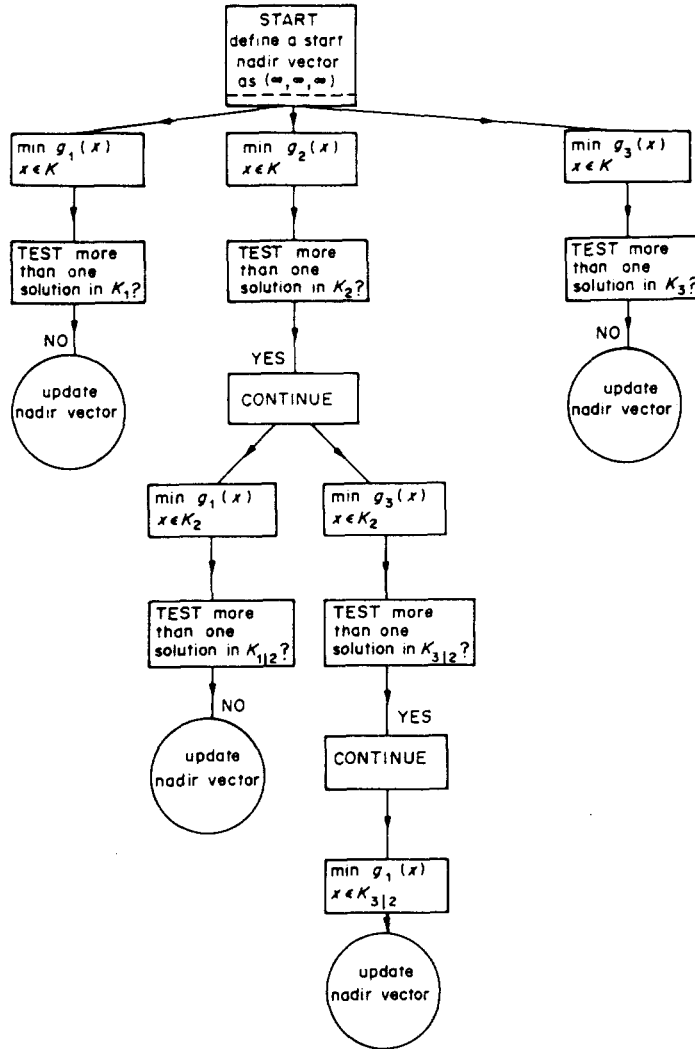 START
define a start
nadir vector
as (∞, ∞, ∞)
min g₁(x)
x ϵ K
min g₂(x)
x ϵ K
min g₃(x)
x ϵ K
TEST more
than one
solution in K₁?
TEST more
than one
solution in K₂?
TEST more
than one
solution in K₃?
NO
YES
NO
update
nadir vector
CONTINUE
update
nadir vector
min g₁(x)
x ϵ K₂
min g₃(x)
x ϵ K₂
TEST more
than one
solution in K₁|₂?
TEST more
than one
solution in K₃|₂?
NO
YES
update
nadir vector
CONTINUE
min g₁(x)
x ϵ K₃|₂
update
nadir vector